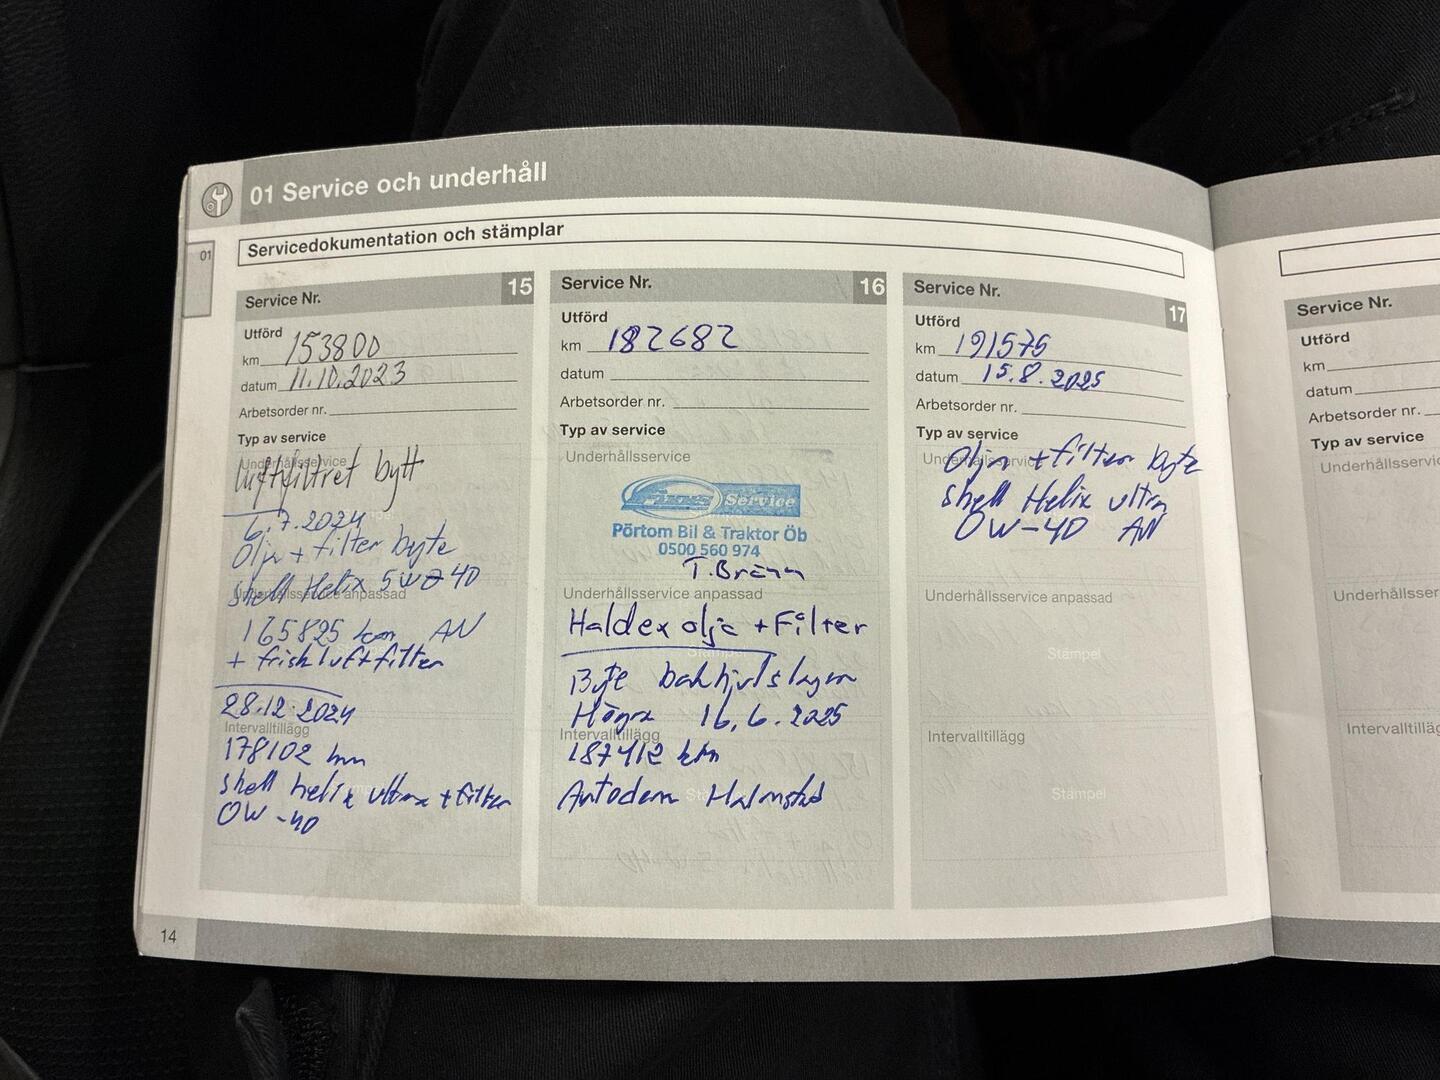 01 Service och underhåll
01
Servicedokumentation och stämplar
Service Nr. 15
Utförd
km 153800
datum 11.10.2023
Arbetsorder nr.
Typ av service
Underhållsservice
luftfiltret bytt
6.7.2024
Olja + filter byte
Shell Helix 5W-40
Underhållsservice anpassad
165825 km AN
+ friskluftfilter
28.12.2024
Intervalltillägg
178102 km
Shell helix ultra + filter
0W-40
14
Service Nr. 16
Utförd
km 182682
datum
Arbetsorder nr.
Typ av service
Underhållsservice
Service
Pörtom Bil & Traktor Öb
0500 560 974
T. Bränn
Underhållsservice anpassad
Haldex olja + Filter
Stämpel
Byte bakhjulslager
Högra 16.6.2025
Intervalltillägg
187412 km
Autodem Halmstad
Service Nr. 17
Utförd
km 191575
datum 15.8.2025
Arbetsorder nr.
Typ av service
Underhållsservice
Olja + filter byte
Shell Helix ultra
0W-40 AN
Underhållsservice anpassad
Stämpel
Intervalltillägg
Stämpel
Service Nr.
Utförd
km
datum
Arbetsorder nr.
Typ av service